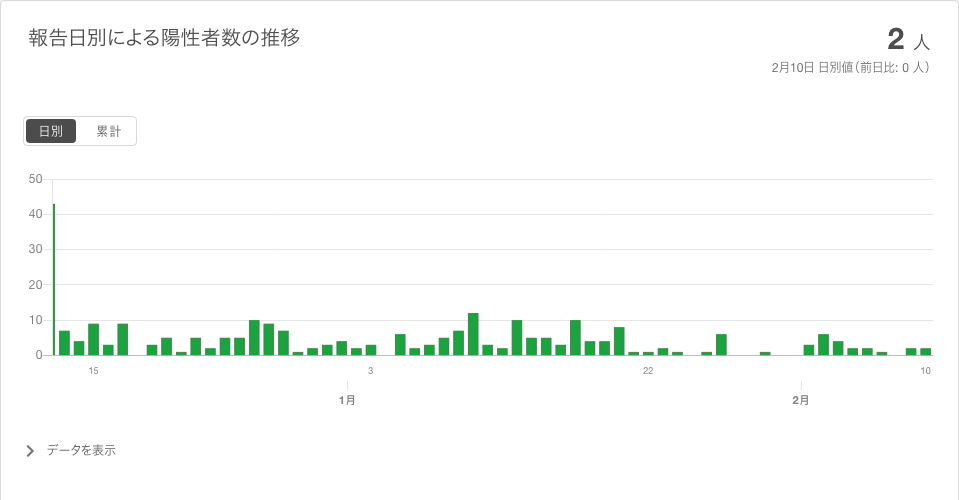 報告日別による陽性者数の推移
2 人
2月10日 日別値（前日比: 0 人）
日別 累計
50
40
30
20
10
0
15 3 22 10
1月 2月
データを表示